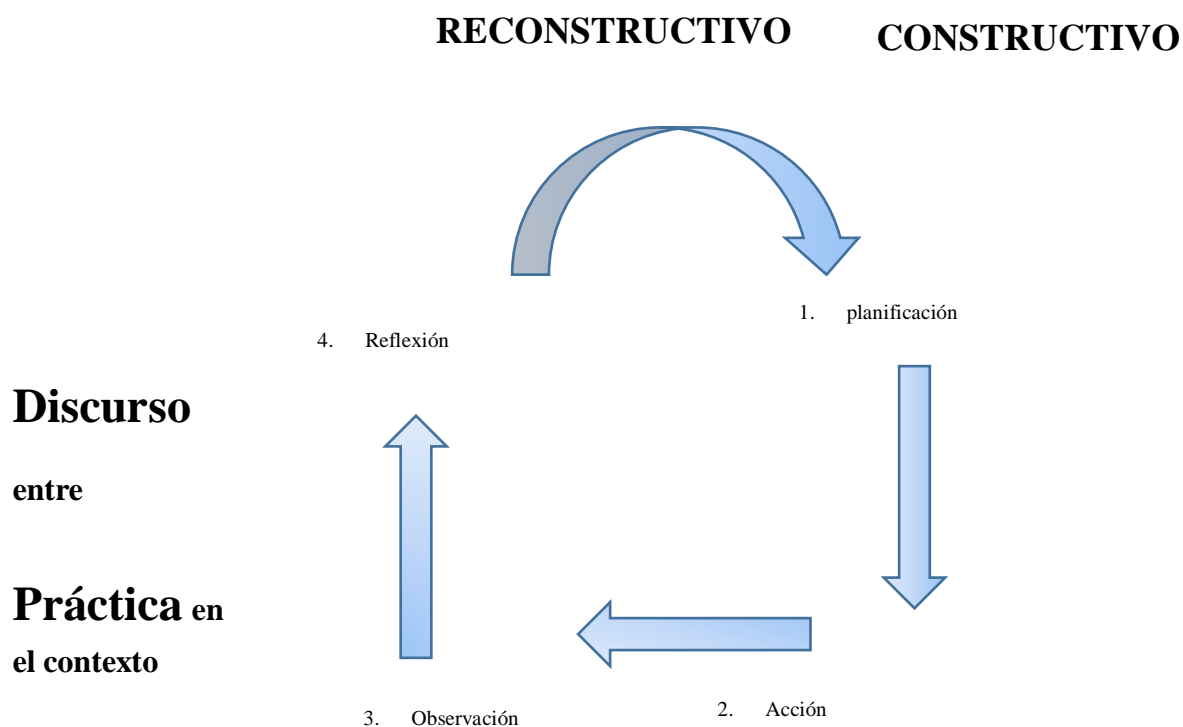 RECONSTRUCTIVO CONSTRUCTIVO
1. planificación
4. Reflexión
Discurso
entre
Práctica en
el contexto
2. Acción
3. Observación